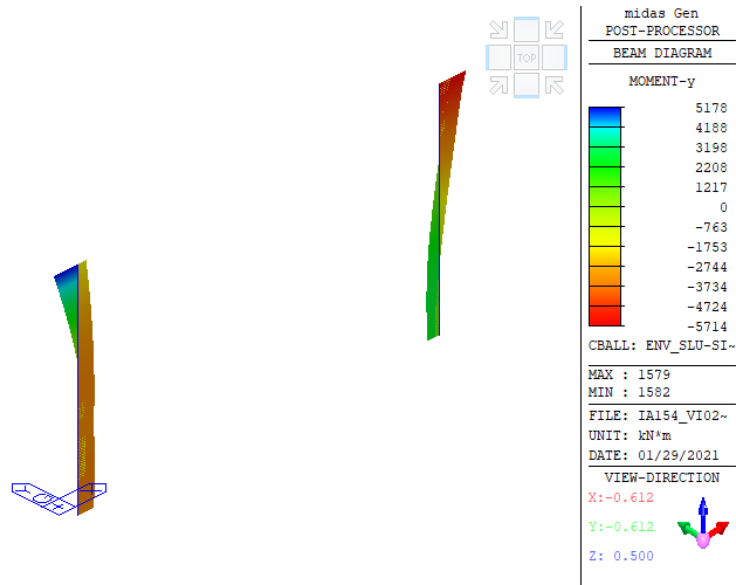 TOP
midas Gen
POST-PROCESSOR
BEAM DIAGRAM
MOMENT-y
5178
4188
3198
2208
1217
0
-763
-1753
-2744
-3734
-4724
-5714
CBALL: ENV_SLU-SI~
MAX : 1579
MIN : 1582
FILE: IA154_VI02~
UNIT: kN*m
DATE: 01/29/2021
VIEW-DIRECTION
X:-0.612
Y:-0.612
Z: 0.500